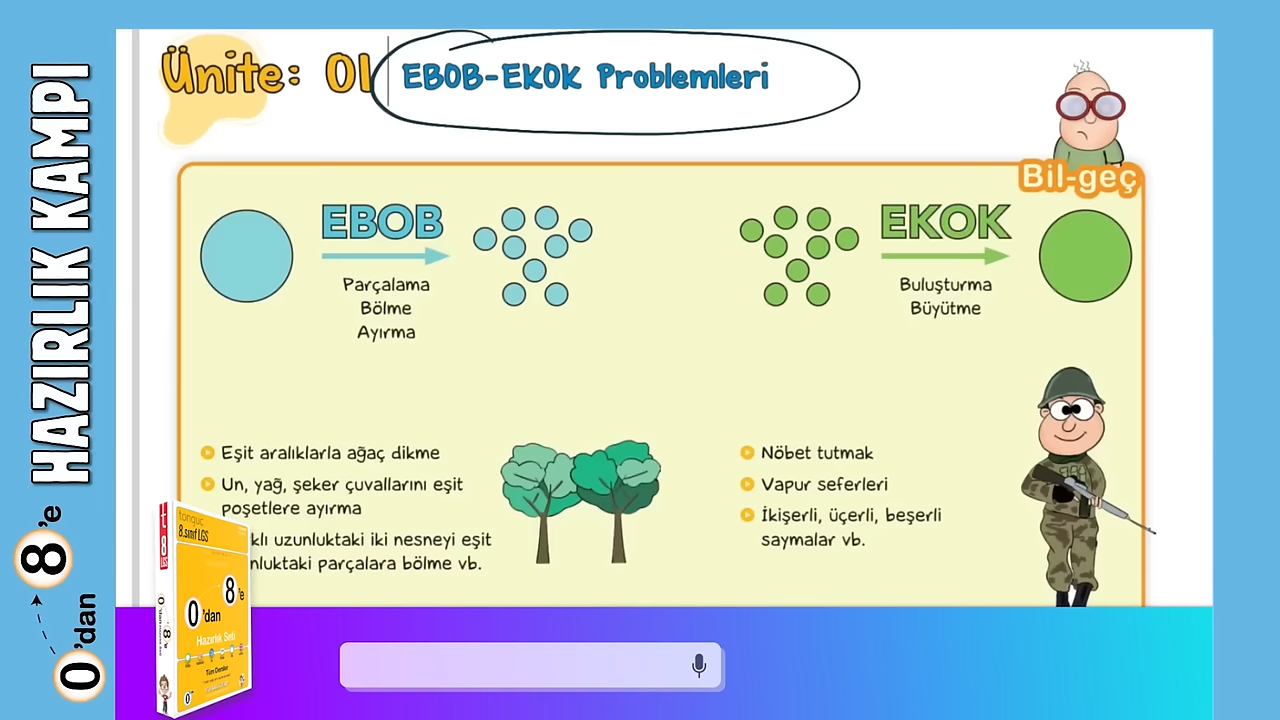 0'dan 8'e HAZIRLIK KAMPI
Ünite: 01
EBOB-EKOK Problemleri
Bil-geç
EBOB
Parçalama
Bölme
Ayırma
EKOK
Buluşturma
Büyütme
Eşit aralıklarla ağaç dikme
Un, yağ, şeker çuvallarını eşit
poşetlere ayırma
uzunluktaki iki nesneyi eşit
parçalara bölme vb.
Nöbet tutmak
Vapur seferleri
İkişerli, üçerli, beşerli
saymalar vb.
tonguç
8.sınıf LGS
0'dan 8'e
Hazırlık Seti
Tüm Dersler